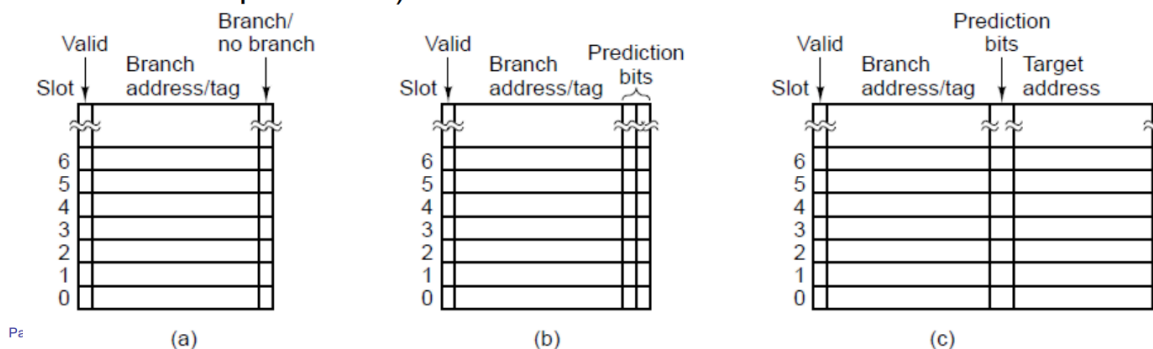 Branch/
no branch
Valid
Branch
address/tag
Slot
6
5
4
3
2
1
0
(a)
Valid
Branch
address/tag
Prediction
bits
Slot
6
5
4
3
2
1
0
(b)
Prediction
bits
Valid
Branch
address/tag
Target
address
Slot
6
5
4
3
2
1
0
(c)